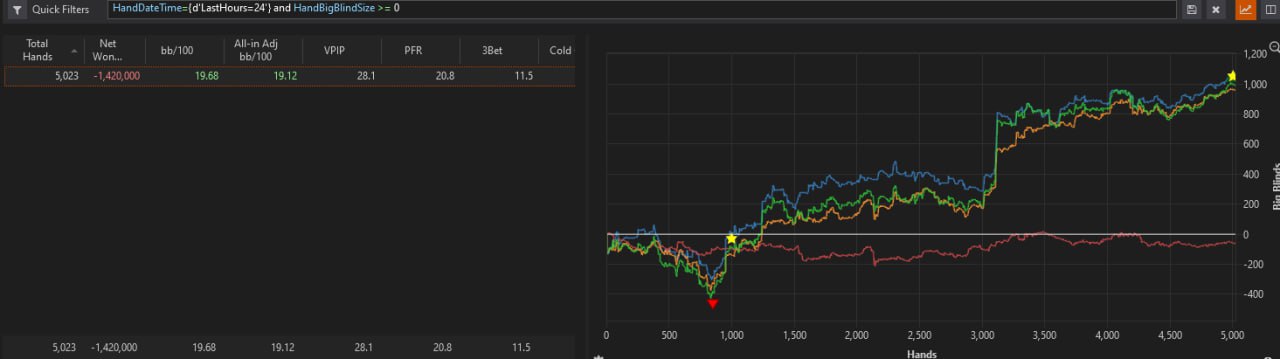 Quick Filters
HandDateTime={d'LastHours=24'} and HandBigBlindSize >= 0
Total Hands
Net Won...
bb/100
All-in Adj bb/100
VPIP
PFR
3Bet
Cold
5,023 -1,420,000 19.68 19.12 28.1 20.8 11.5
5,023 -1,420,000 19.68 19.12 28.1 20.8 11.5
1,200
1,000
800
600
400
200
0
-200
-400
Big Blinds
0 500 1,000 1,500 2,000 2,500 3,000 3,500 4,000 4,500 5,000
Hands